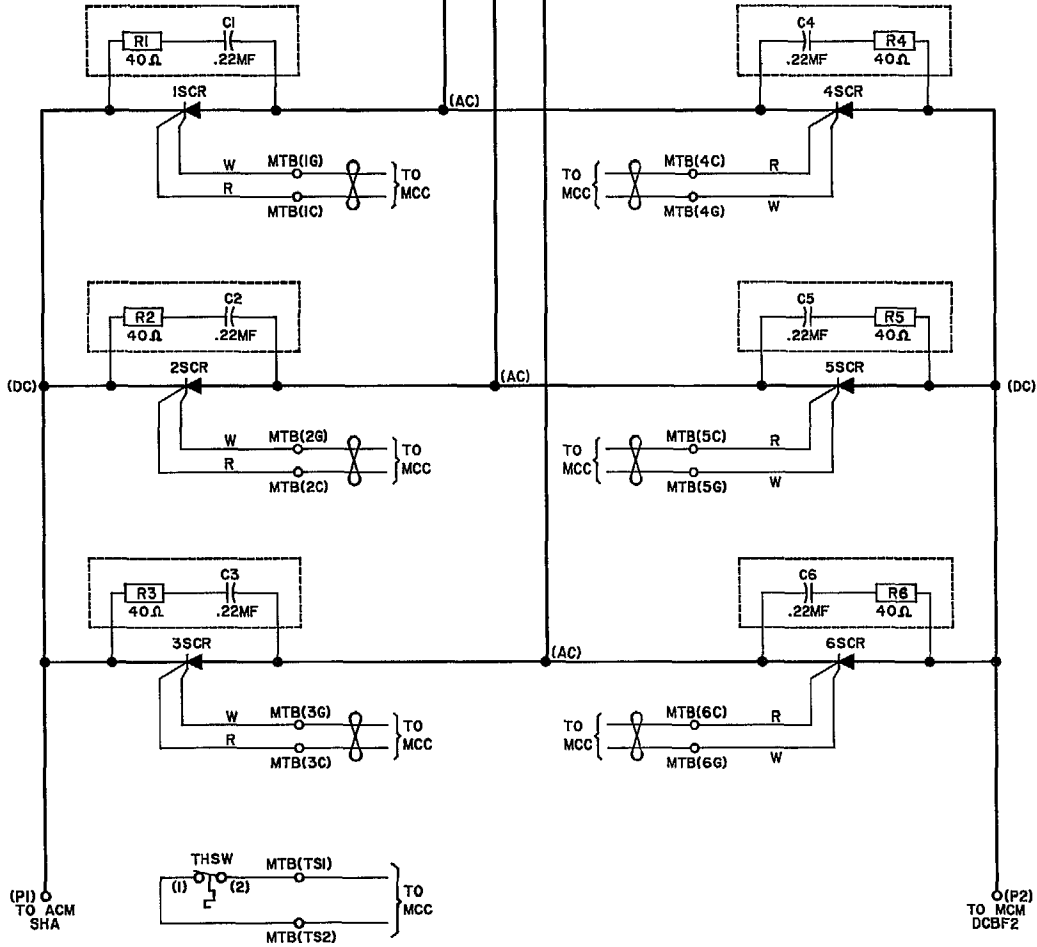 C1
R1
40Ω
.22MF
1SCR
(AC)
C4
R4
.22MF
40Ω
4SCR
W
MTB(1G)
R
MTB(1C)
TO
MCC
TO
MCC
MTB(4C)
R
MTB(4G)
W
C2
R2
40Ω
.22MF
2SCR
(DC)
(AC)
C5
R5
.22MF
40Ω
5SCR
(DC)
W
MTB(2G)
R
MTB(2C)
TO
MCC
TO
MCC
MTB(5C)
R
MTB(5G)
W
C3
R3
40Ω
.22MF
3SCR
(AC)
C6
R6
.22MF
40Ω
6SCR
W
MTB(3G)
R
MTB(3C)
TO
MCC
TO
MCC
MTB(6C)
R
MTB(6G)
W
THSW
(1)
(2)
MTB(TS1)
MTB(TS2)
TO
MCC
(P1)
TO ACM
SHA
(P2)
TO MCM
DCBF2